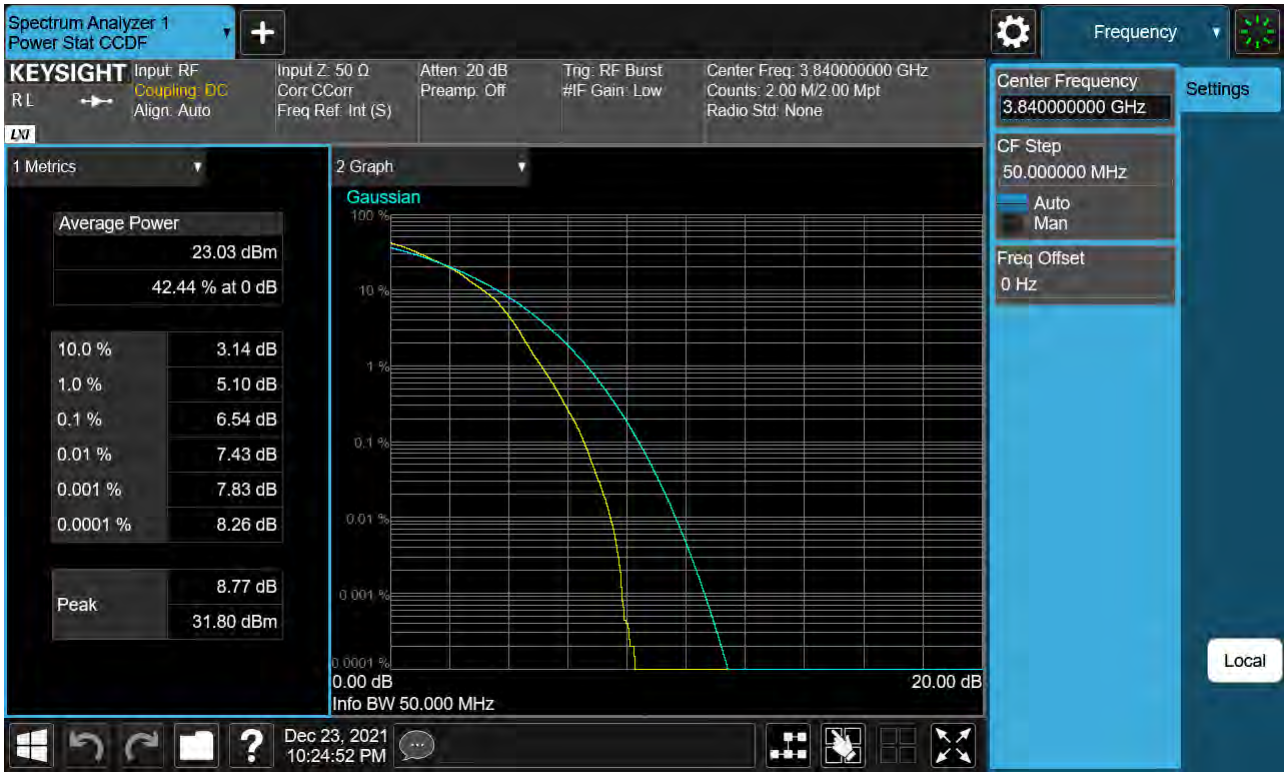 Spectrum Analyzer 1
Power Stat CCDF
Frequency
KEYSIGHT
R L
LXI
Input: RF
Coupling: DC
Align: Auto
Input Z: 50 Ω
Corr CCorr
Freq Ref: Int (S)
Atten: 20 dB
Preamp: Off
Trig: RF Burst
#IF Gain: Low
Center Freq: 3.840000000 GHz
Counts: 2.00 M/2.00 Mpt
Radio Std: None
1 Metrics
Average Power
23.03 dBm
42.44 % at 0 dB
10.0 % 3.14 dB
1.0 % 5.10 dB
0.1 % 6.54 dB
0.01 % 7.43 dB
0.001 % 7.83 dB
0.0001 % 8.26 dB
Peak
8.77 dB
31.80 dBm
2 Graph
Gaussian
100 %
10 %
1 %
0.1 %
0.01 %
0.001 %
0.0001 %
0.00 dB 20.00 dB
Info BW 50.000 MHz
Center Frequency
3.840000000 GHz
CF Step
50.000000 MHz
Auto
Man
Freq Offset
0 Hz
Settings
Local
Dec 23, 2021
10:24:52 PM